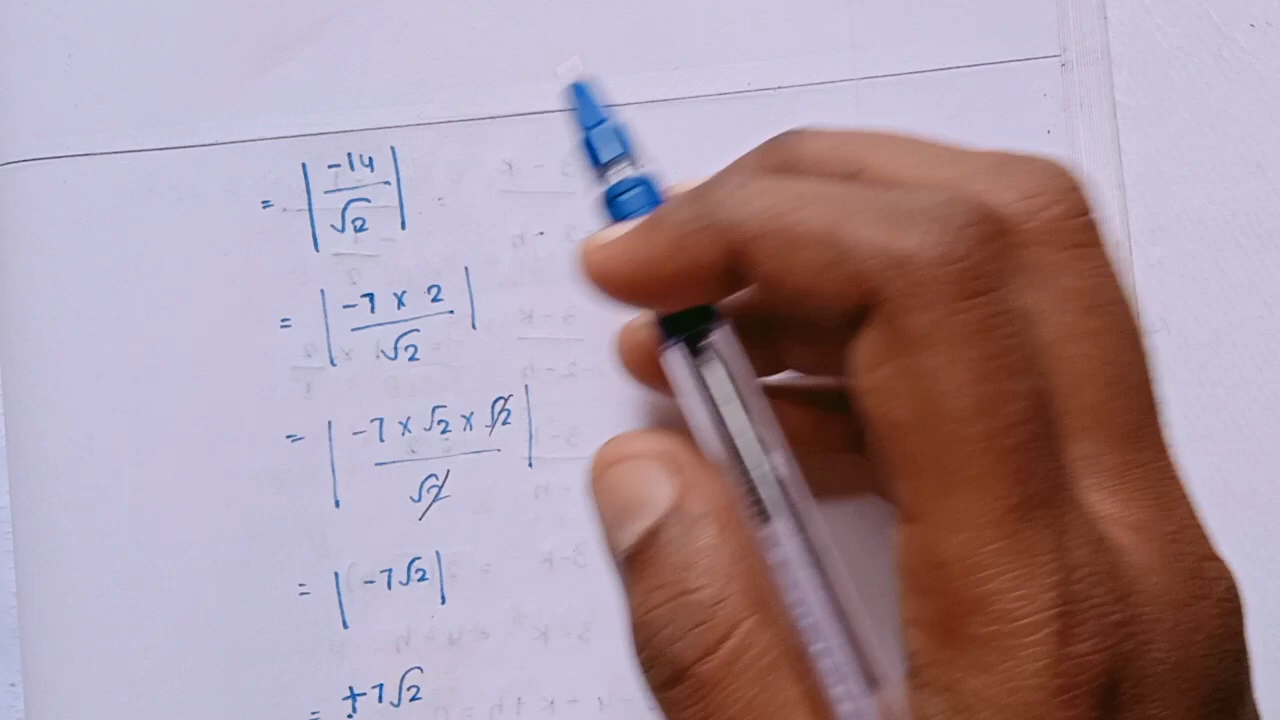 = | -14 / √2 |
= | -7 × 2 / √2 |
= | -7 × √2 × √2 / √2 |
= | -7√2 |
= +7√2